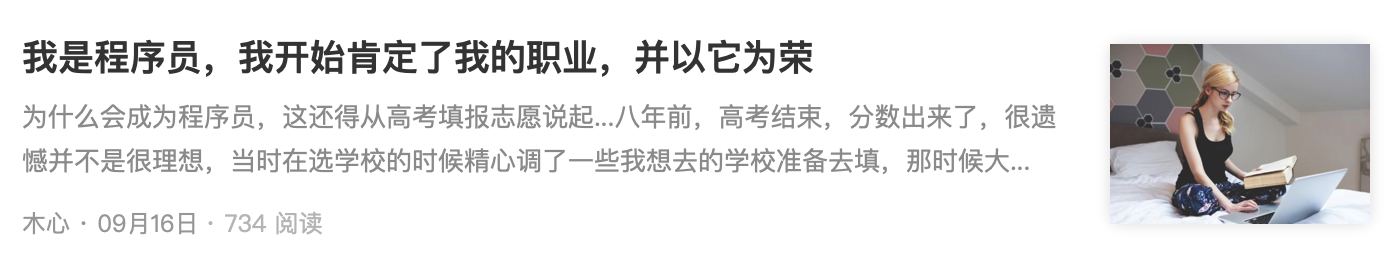 我是程序员，我开始肯定了我的职业，并以它为荣
为什么会成为程序员，这还得从高考填报志愿说起...八年前，高考结束，分数出来了，很遗
憾并不是很理想，当时在选学校的时候精心调了一些我想去的学校准备去填，那时候大...
木心 · 09月16日 · 734 阅读